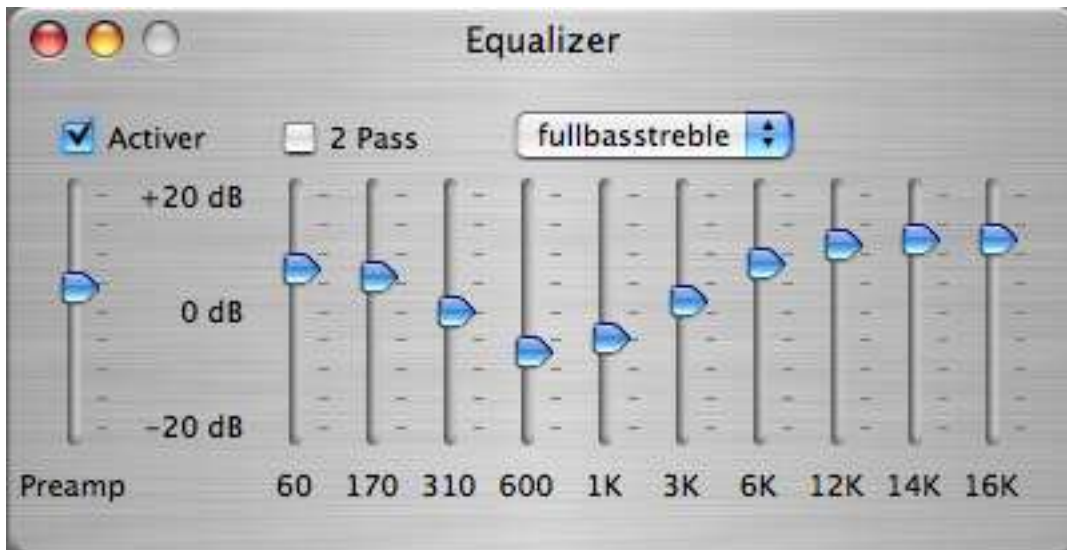 Equalizer
Activer 2 Pass fullbasstreble
+20 dB
0 dB
-20 dB
Preamp 60 170 310 600 1K 3K 6K 12K 14K 16K